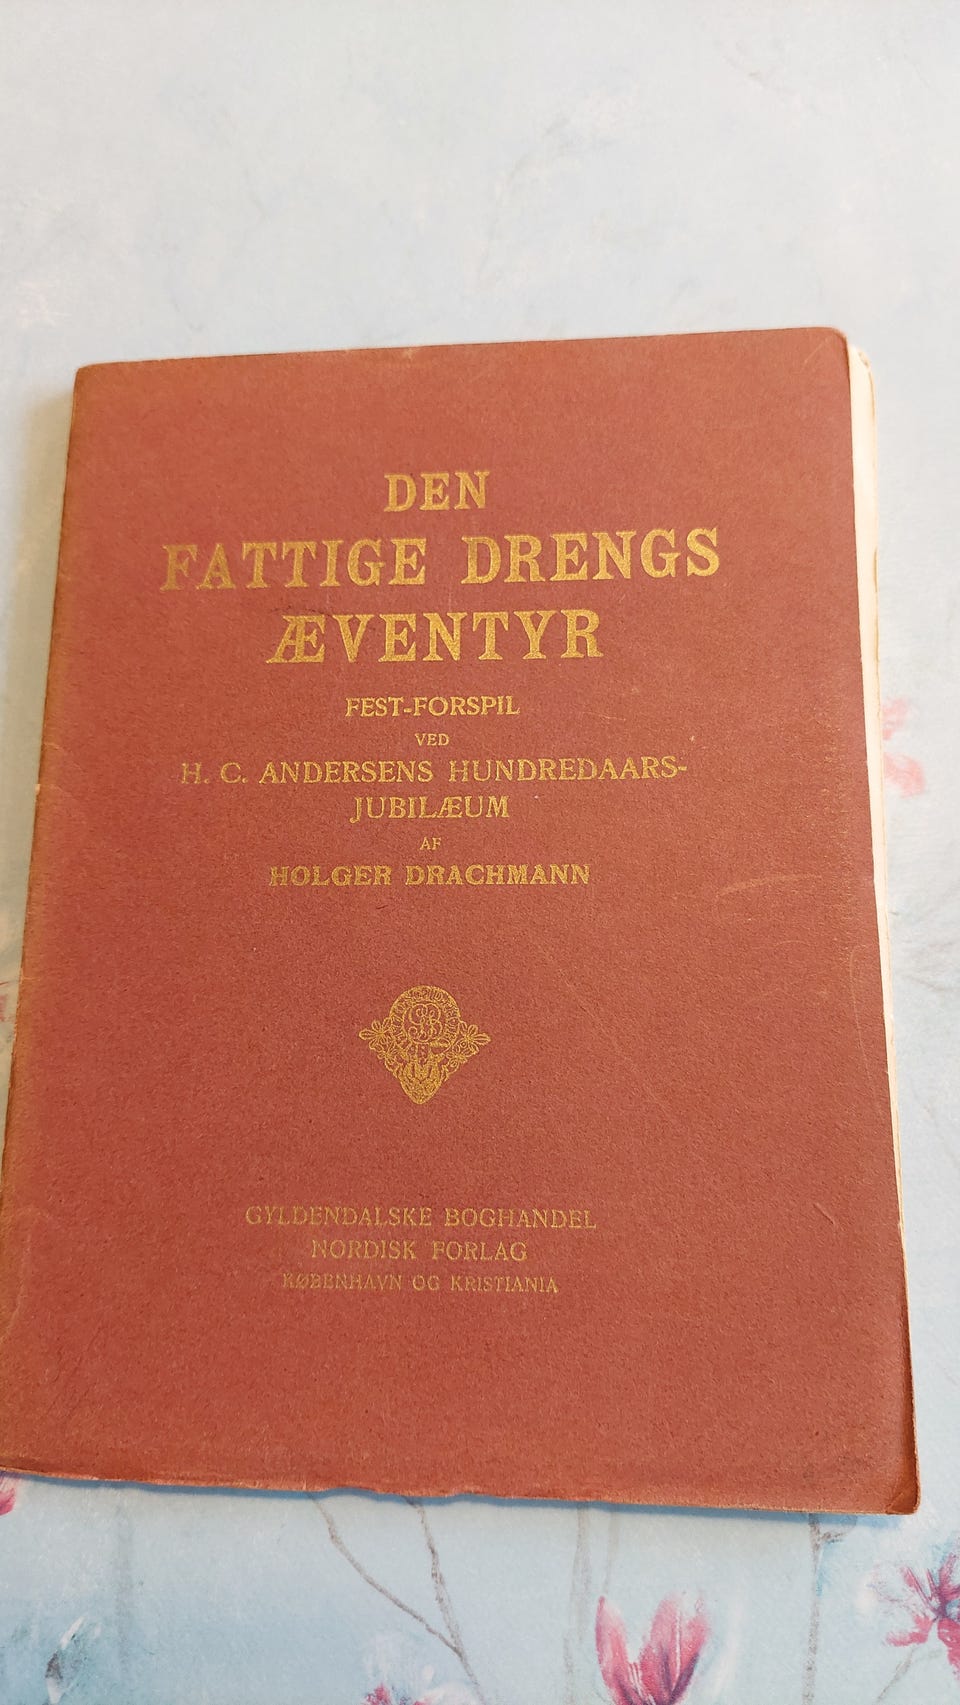 DEN
FATTIGE DRENGS
ÆVENTYR
FEST-FORSPIL
VED
H. C. ANDERSENS HUNDREDAARS-
JUBILÆUM
AF
HOLGER DRACHMANN
GYLDENDALSKE BOGHANDEL
NORDISK FORLAG
KØBENHAVN OG KRISTIANIA